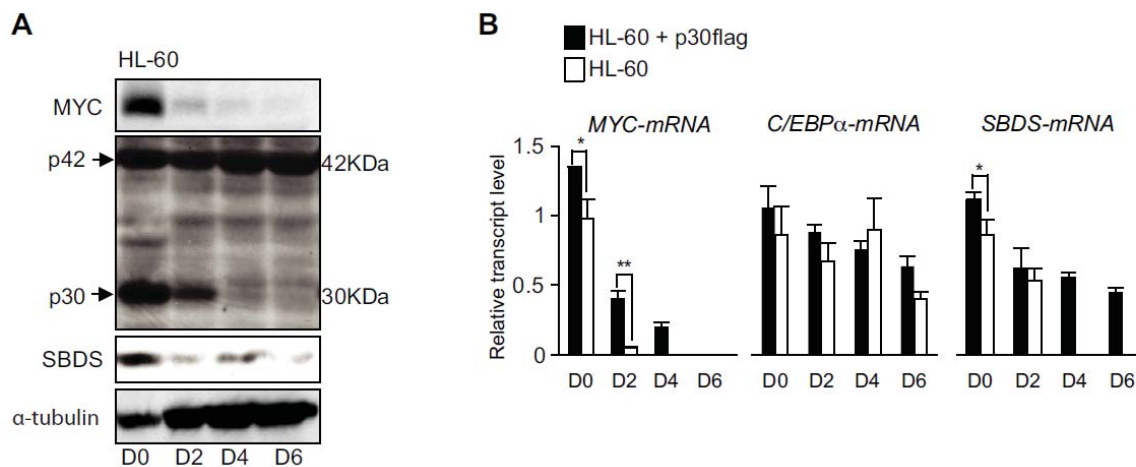 A
HL-60
MYC
p42
42KDa
p30
30KDa
SBDS
α-tubulin
D0 D2 D4 D6
B
HL-60 + p30flag
HL-60
MYC-mRNA C/EBPα-mRNA SBDS-mRNA
Relative transcript level
1.5
1
0.5
0
* ** *
D0 D2 D4 D6 D0 D2 D4 D6 D0 D2 D4 D6